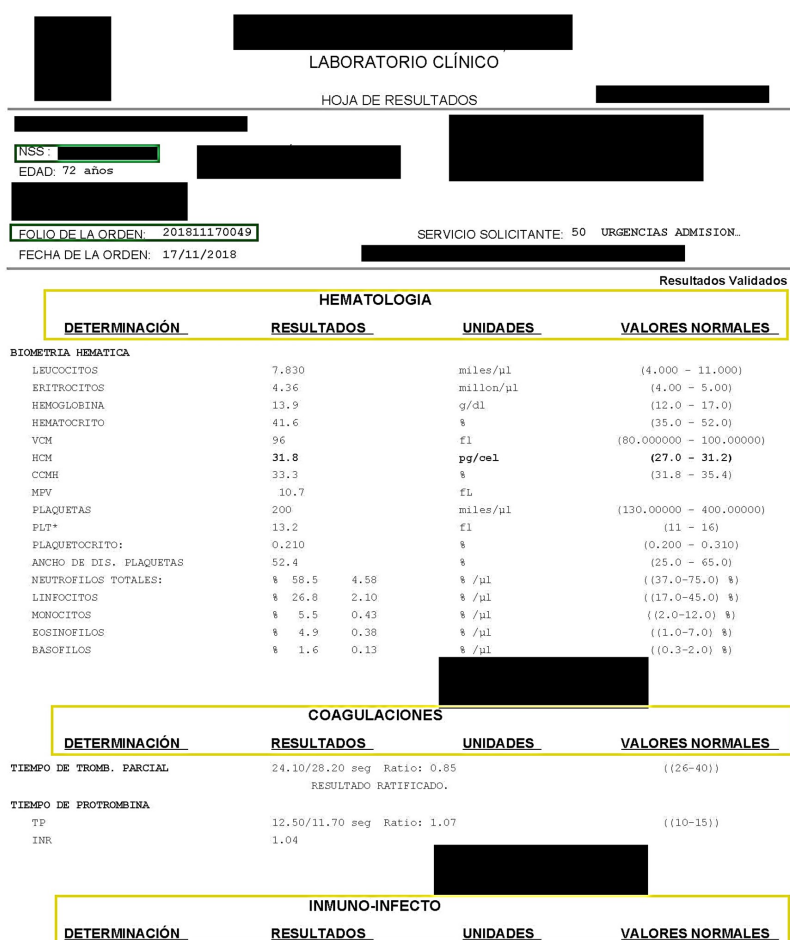 LABORATORIO CLÍNICO
HOJA DE RESULTADOS
NSS :
EDAD: 72 años
FOLIO DE LA ORDEN: 201811170049 SERVICIO SOLICITANTE: 50 URGENCIAS ADMISION…
FECHA DE LA ORDEN: 17/11/2018
Resultados Validados
HEMATOLOGIA
DETERMINACIÓN RESULTADOS UNIDADES VALORES NORMALES
BIOMETRIA HEMATICA
LEUCOCITOS 7.830 miles/µl (4.000 - 11.000)
ERITROCITOS 4.36 millon/µl (4.00 - 5.00)
HEMOGLOBINA 13.9 g/dl (12.0 - 17.0)
HEMATOCRITO 41.6 % (35.0 - 52.0)
VCM 96 fl (80.000000 - 100.00000)
HCM 31.8 pg/cel (27.0 - 31.2)
CCMH 33.3 % (31.8 - 35.4)
MPV 10.7 fL
PLAQUETAS 200 miles/µl (130.00000 - 400.00000)
PLT* 13.2 fl (11 - 16)
PLAQUETOCRITO: 0.210 % (0.200 - 0.310)
ANCHO DE DIS. PLAQUETAS 52.4 % (25.0 - 65.0)
NEUTROFILOS TOTALES: % 58.5 4.58 % /µl ((37.0-75.0) %)
LINFOCITOS % 26.8 2.10 % /µl ((17.0-45.0) %)
MONOCITOS % 5.5 0.43 % /µl ((2.0-12.0) %)
EOSINOFILOS % 4.9 0.38 % /µl ((1.0-7.0) %)
BASOFILOS % 1.6 0.13 % /µl ((0.3-2.0) %)
COAGULACIONES
DETERMINACIÓN RESULTADOS UNIDADES VALORES NORMALES
TIEMPO DE TROMB. PARCIAL 24.10/28.20 seg Ratio: 0.85 ((26-40))
RESULTADO RATIFICADO.
TIEMPO DE PROTROMBINA
TP 12.50/11.70 seg Ratio: 1.07 ((10-15))
INR 1.04
INMUNO-INFECTO
DETERMINACIÓN RESULTADOS UNIDADES VALORES NORMALES